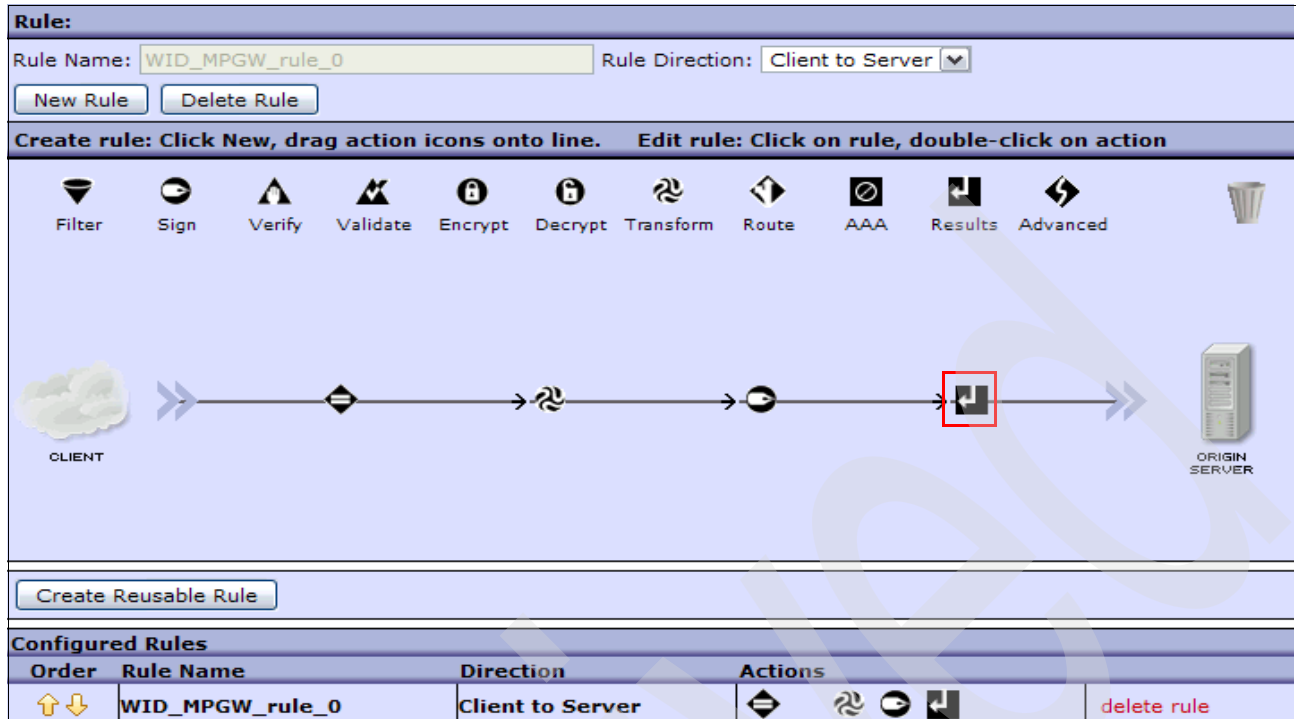 Rule:
Rule Name: WID_MPGW_rule_0 Rule Direction: Client to Server
New Rule Delete Rule
Create rule: Click New, drag action icons onto line. Edit rule: Click on rule, double-click on action
Filter Sign Verify Validate Encrypt Decrypt Transform Route AAA Results Advanced
CLIENT
ORIGIN
SERVER
Create Reusable Rule
Configured Rules
Order Rule Name Direction Actions
WID_MPGW_rule_0 Client to Server delete rule